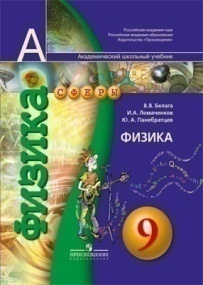 Российская академия наук
Российская академия образования
Издательство «Просвещение»
А
Академический школьный учебник
СФЕРЫ
физика
В.В. Белага
И.А. Ломаченков
Ю.А. Панебратцев
ФИЗИКА
9
ПРОСВЕЩЕНИЕ
ИЗДАТЕЛЬСТВО